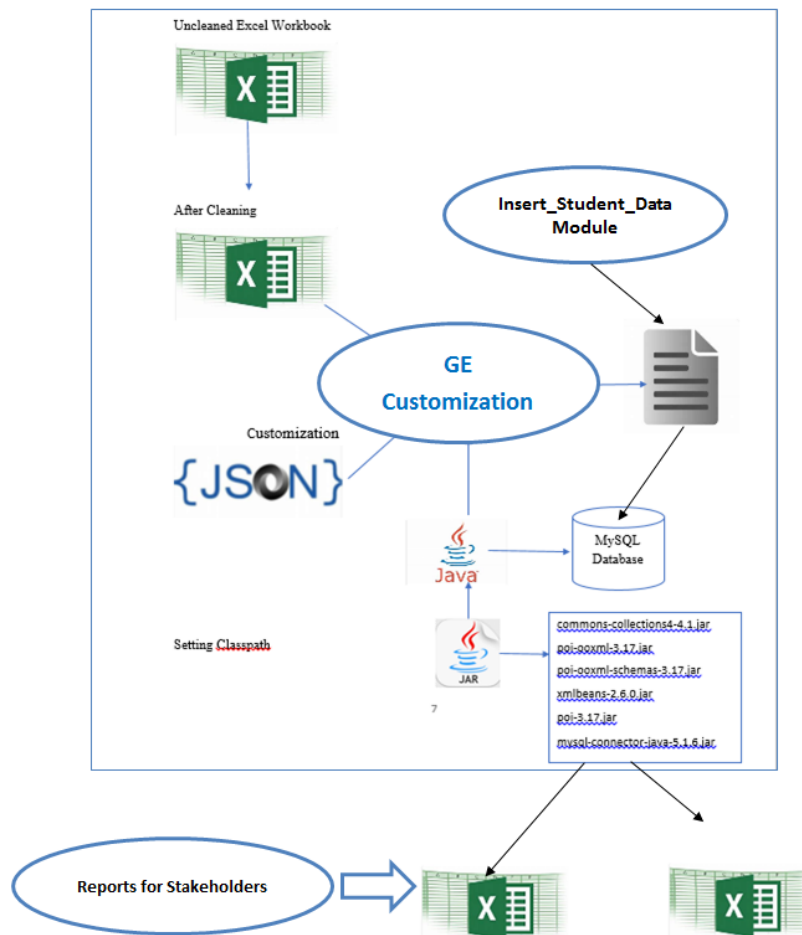 Uncleaned Excel Workbook
X
After Cleaning
X
Insert_Student_Data
Module
GE
Customization
Customization
{JSON}
Java
MySQL
Database
Setting Classpath
JAR
7
commons-collections4-4.1.jar
poi-ooxml-3.17.jar
poi-ooxml-schemas-3.17.jar
xmlbeans-2.6.0.jar
poi-3.17.jar
mysql-connector-java-5.1.6.jar
Reports for Stakeholders
X
X